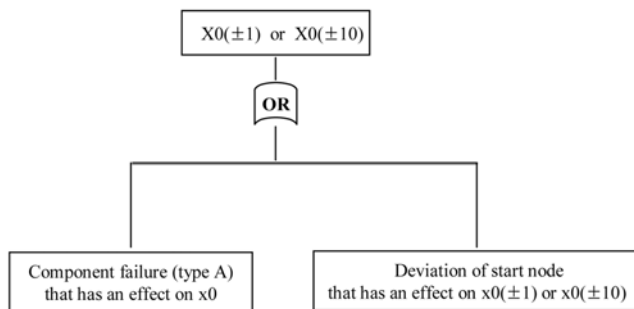 X0(±1) or X0(±10)
OR
Component failure (type A)
that has an effect on x0
Deviation of start node
that has an effect on x0(±1) or x0(±10)